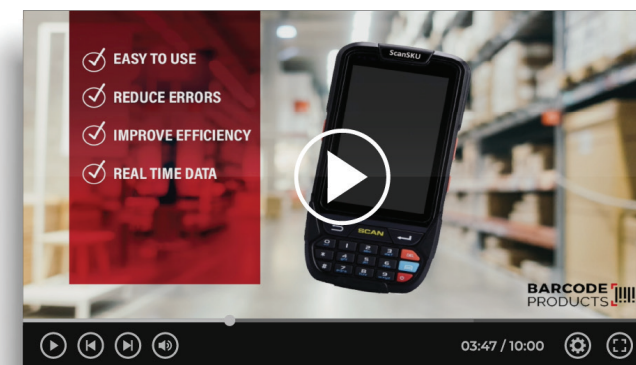 EASY TO USE
REDUCE ERRORS
IMPROVE EFFICIENCY
REAL TIME DATA
ScanSKU
SCAN
BARCODE
PRODUCTS
03:47 / 10:00